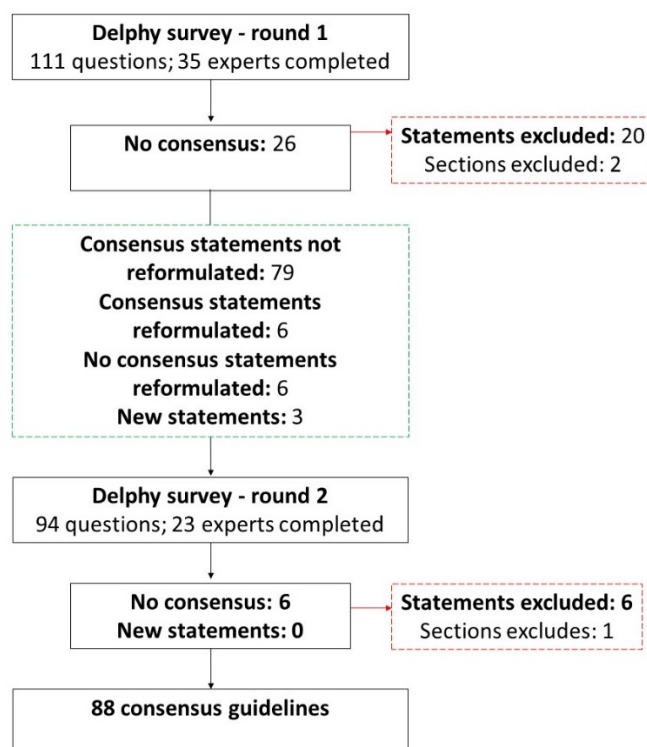 Delphy survey - round 1
111 questions; 35 experts completed
No consensus: 26
Statements excluded: 20
Sections excluded: 2
Consensus statements not
reformulated: 79
Consensus statements
reformulated: 6
No consensus statements
reformulated: 6
New statements: 3
Delphy survey - round 2
94 questions; 23 experts completed
No consensus: 6
New statements: 0
Statements excluded: 6
Sections excludes: 1
88 consensus guidelines